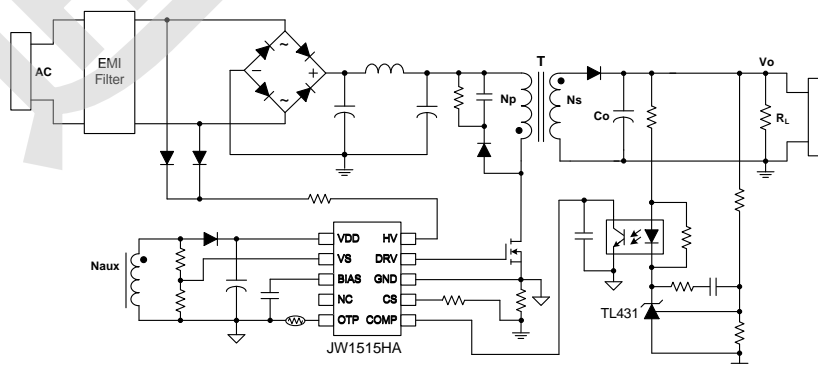 AC
EMI
Filter
~
~
−
+
T
Np
Ns
Co
Vo
RL
Naux
VDD
VS
BIAS
NC
OTP
HV
DRV
GND
CS
COMP
JW1515HA
TL431